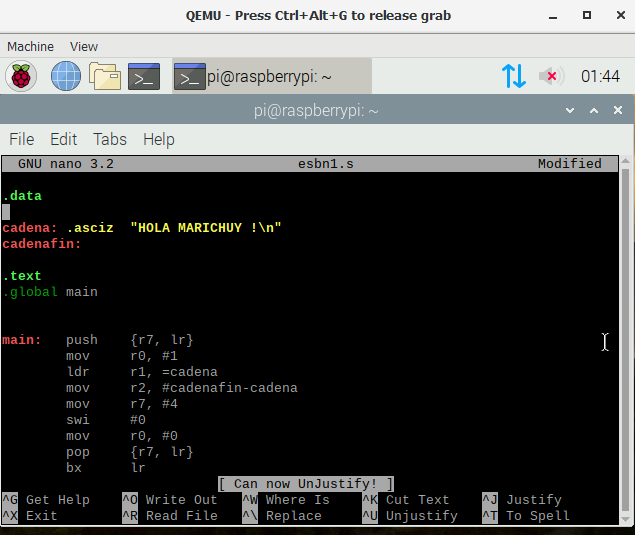 QEMU - Press Ctrl+Alt+G to release grab
Machine View
pi@raspberrypi: ~ 01:44
pi@raspberrypi: ~
File Edit Tabs Help
GNU nano 3.2 esbn1.s Modified
.data
cadena: .asciz "HOLA MARICHUY !\n"
cadenafin:
.text
.global main
main: push {r7, lr}
mov r0, #1
ldr r1, =cadena
mov r2, #cadenafin-cadena
mov r7, #4
swi #0
mov r0, #0
pop {r7, lr}
bx lr
[ Can now UnJustify! ]
^G Get Help ^O Write Out ^W Where Is ^K Cut Text ^J Justify
^X Exit ^R Read File ^\ Replace ^U Unjustify ^T To Spell